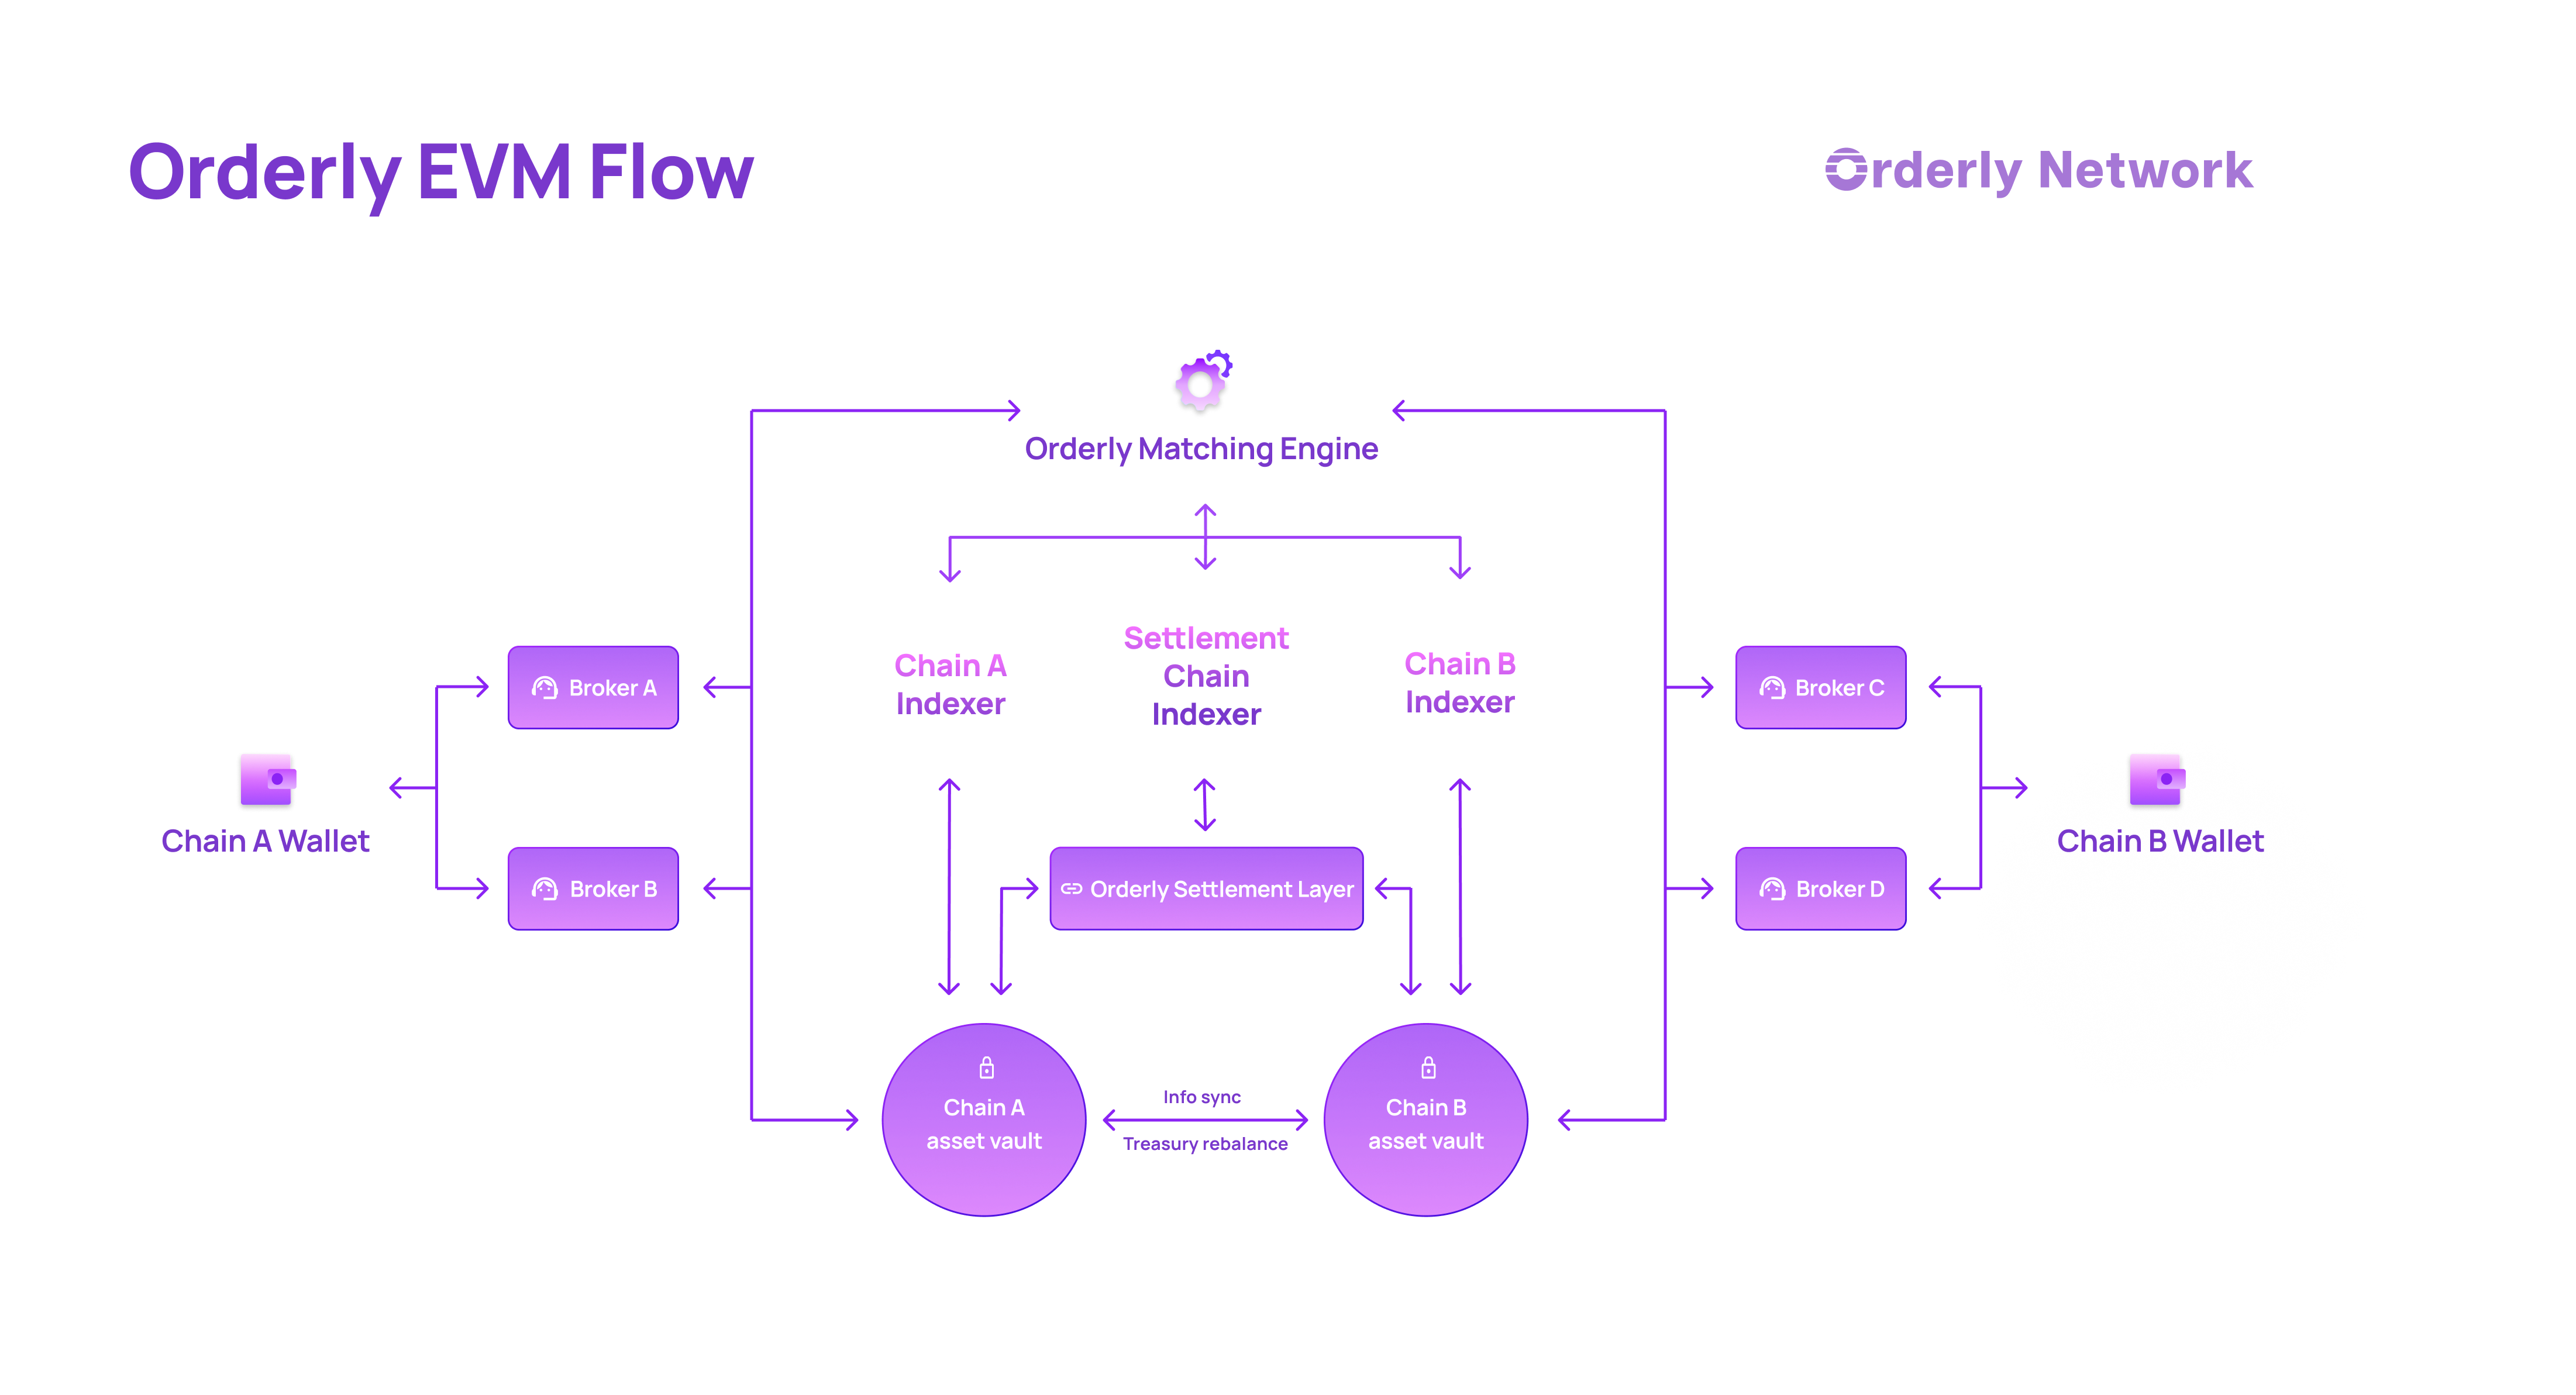 Orderly EVM Flow
Orderly Network
Orderly Matching Engine
Chain A
Indexer
Settlement
Chain
Indexer
Chain B
Indexer
Broker A
Broker B
Broker C
Broker D
Chain A Wallet
Chain B Wallet
Orderly Settlement Layer
Chain A
asset vault
Info sync
Treasury rebalance
Chain B
asset vault